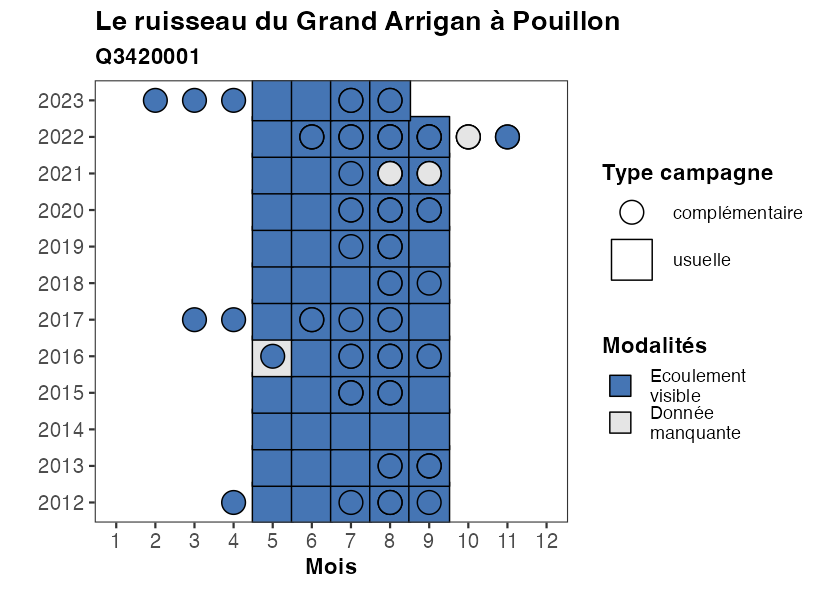 Le ruisseau du Grand Arrigan à Pouillon
Q3420001
2023
2022
2021
2020
2019
2018
2017
2016
2015
2014
2013
2012
1 2 3 4 5 6 7 8 9 10 11 12
Mois
Type campagne
complémentaire
usuelle
Modalités
Ecoulement
visible
Donnée
manquante